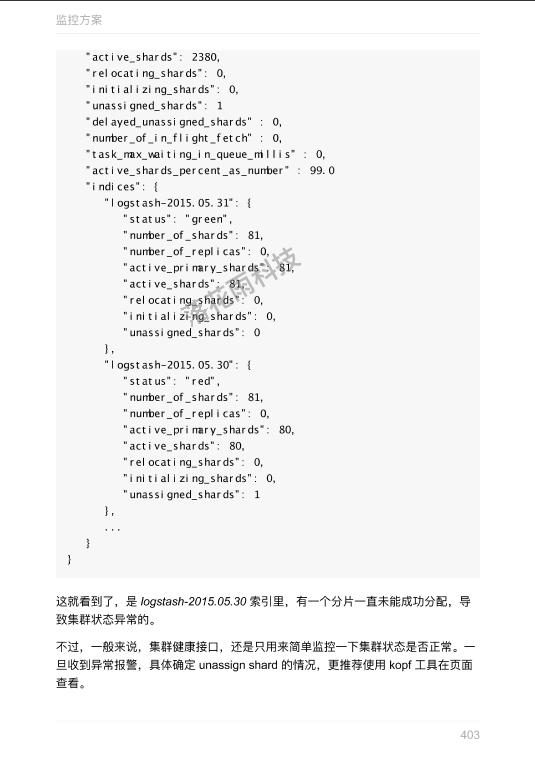 监控方案
"active_shards": 2380,
"relocating_shards": 0,
"initializing_shards": 0,
"unassigned_shards": 1
"delayed_unassigned_shards" : 0,
"number_of_in_flight_fetch" : 0,
"task_max_waiting_in_queue_millis" : 0,
"active_shards_percent_as_number" : 99.0
"indices": {
"logstash-2015.05.31": {
"status": "green",
"number_of_shards": 81,
"number_of_replicas": 0,
"active_primary_shards": 81,
"active_shards": 81,
"relocating_shards": 0,
"initializing_shards": 0,
"unassigned_shards": 0
},
"logstash-2015.05.30": {
"status": "red",
"number_of_shards": 81,
"number_of_replicas": 0,
"active_primary_shards": 80,
"active_shards": 80,
"relocating_shards": 0,
"initializing_shards": 0,
"unassigned_shards": 1
},
...
}
}
落花雨科技
这就看到了，是 logstash-2015.05.30 索引里，有一个分片一直未能成功分配，导
致集群状态异常的。
不过，一般来说，集群健康接口，还是只用来简单监控一下集群状态是否正常。一
旦收到异常报警，具体确定 unassign shard 的情况，更推荐使用 kopf 工具在页面
查看。
403